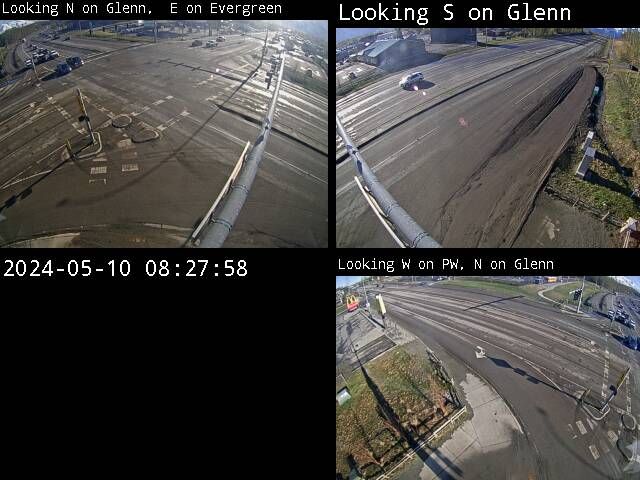 Looking N on Glenn,  E on Evergreen
Looking S on Glenn
2024-05-10 08:27:58
Looking W on PW, N on Glenn